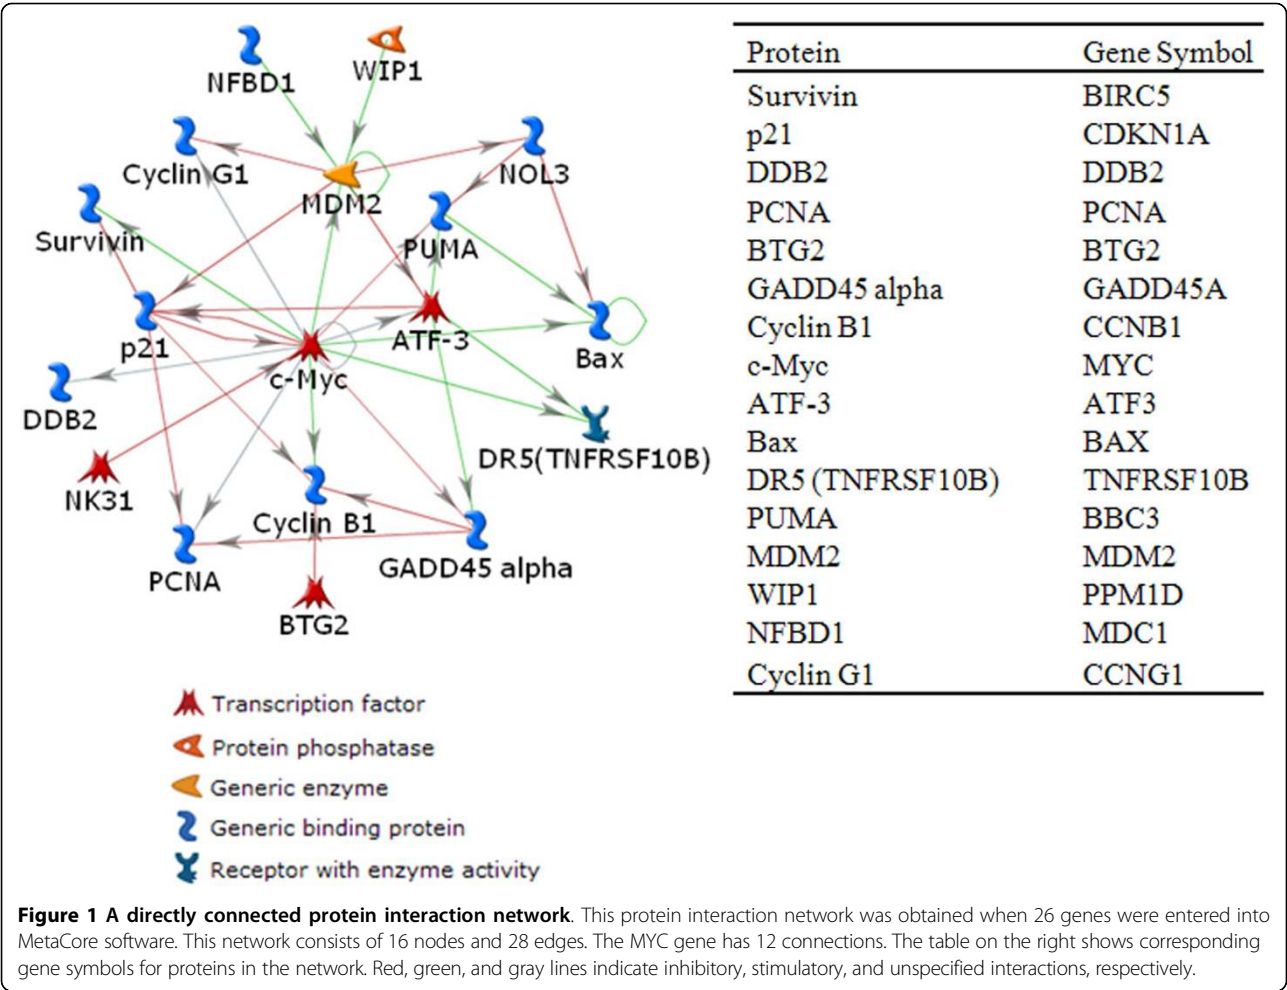 NFBD1
WIP1
Cyclin G1
NOL3
MDM2
Survivin
PUMA
p21
ATF-3
Bax
c-Myc
DDB2
DR5(TNFRSF10B)
NK31
Cyclin B1
PCNA
GADD45 alpha
BTG2
Transcription factor
Protein phosphatase
Generic enzyme
Generic binding protein
Receptor with enzyme activity
Protein Gene Symbol
Survivin BIRC5
p21 CDKN1A
DDB2 DDB2
PCNA PCNA
BTG2 BTG2
GADD45 alpha GADD45A
Cyclin B1 CCNB1
c-Myc MYC
ATF-3 ATF3
Bax BAX
DR5 (TNFRSF10B) TNFRSF10B
PUMA BBC3
MDM2 MDM2
WIP1 PPM1D
NFBD1 MDC1
Cyclin G1 CCNG1
Figure 1 A directly connected protein interaction network. This protein interaction network was obtained when 26 genes were entered into
MetaCore software. This network consists of 16 nodes and 28 edges. The MYC gene has 12 connections. The table on the right shows corresponding
gene symbols for proteins in the network. Red, green, and gray lines indicate inhibitory, stimulatory, and unspecified interactions, respectively.